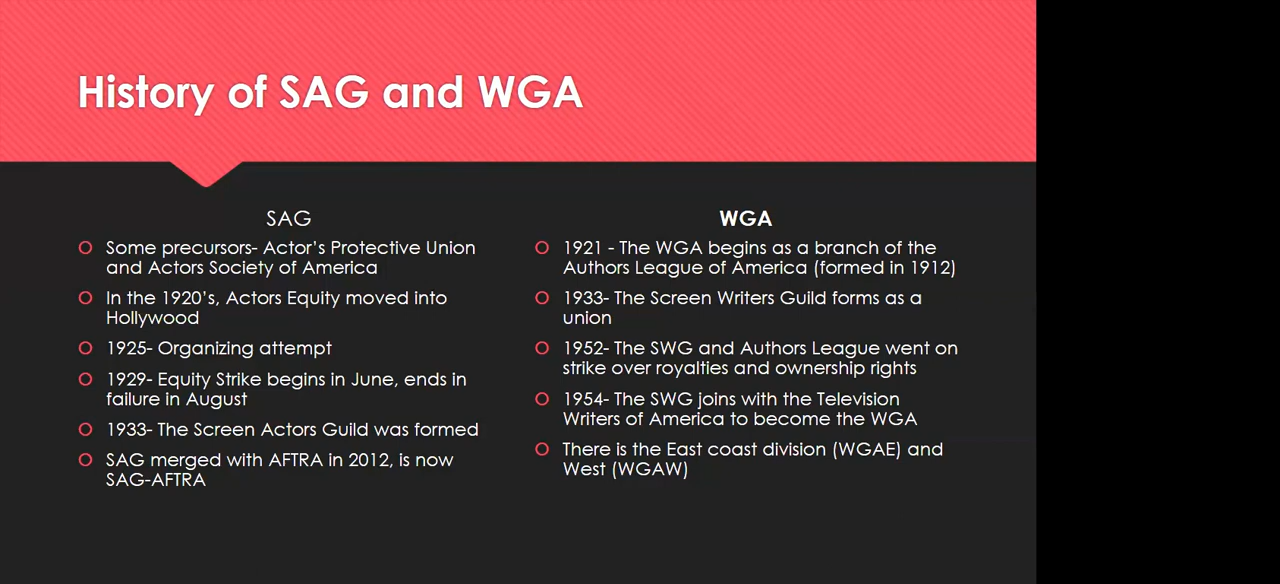 History of SAG and WGA
SAG
Some precursors- Actor’s Protective Union
and Actors Society of America
In the 1920’s, Actors Equity moved into
Hollywood
1925- Organizing attempt
1929- Equity Strike begins in June, ends in
failure in August
1933- The Screen Actors Guild was formed
SAG merged with AFTRA in 2012, is now
SAG-AFTRA
WGA
1921 - The WGA begins as a branch of the
Authors League of America (formed in 1912)
1933- The Screen Writers Guild forms as a
union
1952- The SWG and Authors League went on
strike over royalties and ownership rights
1954- The SWG joins with the Television
Writers of America to become the WGA
There is the East coast division (WGAE) and
West (WGAW)